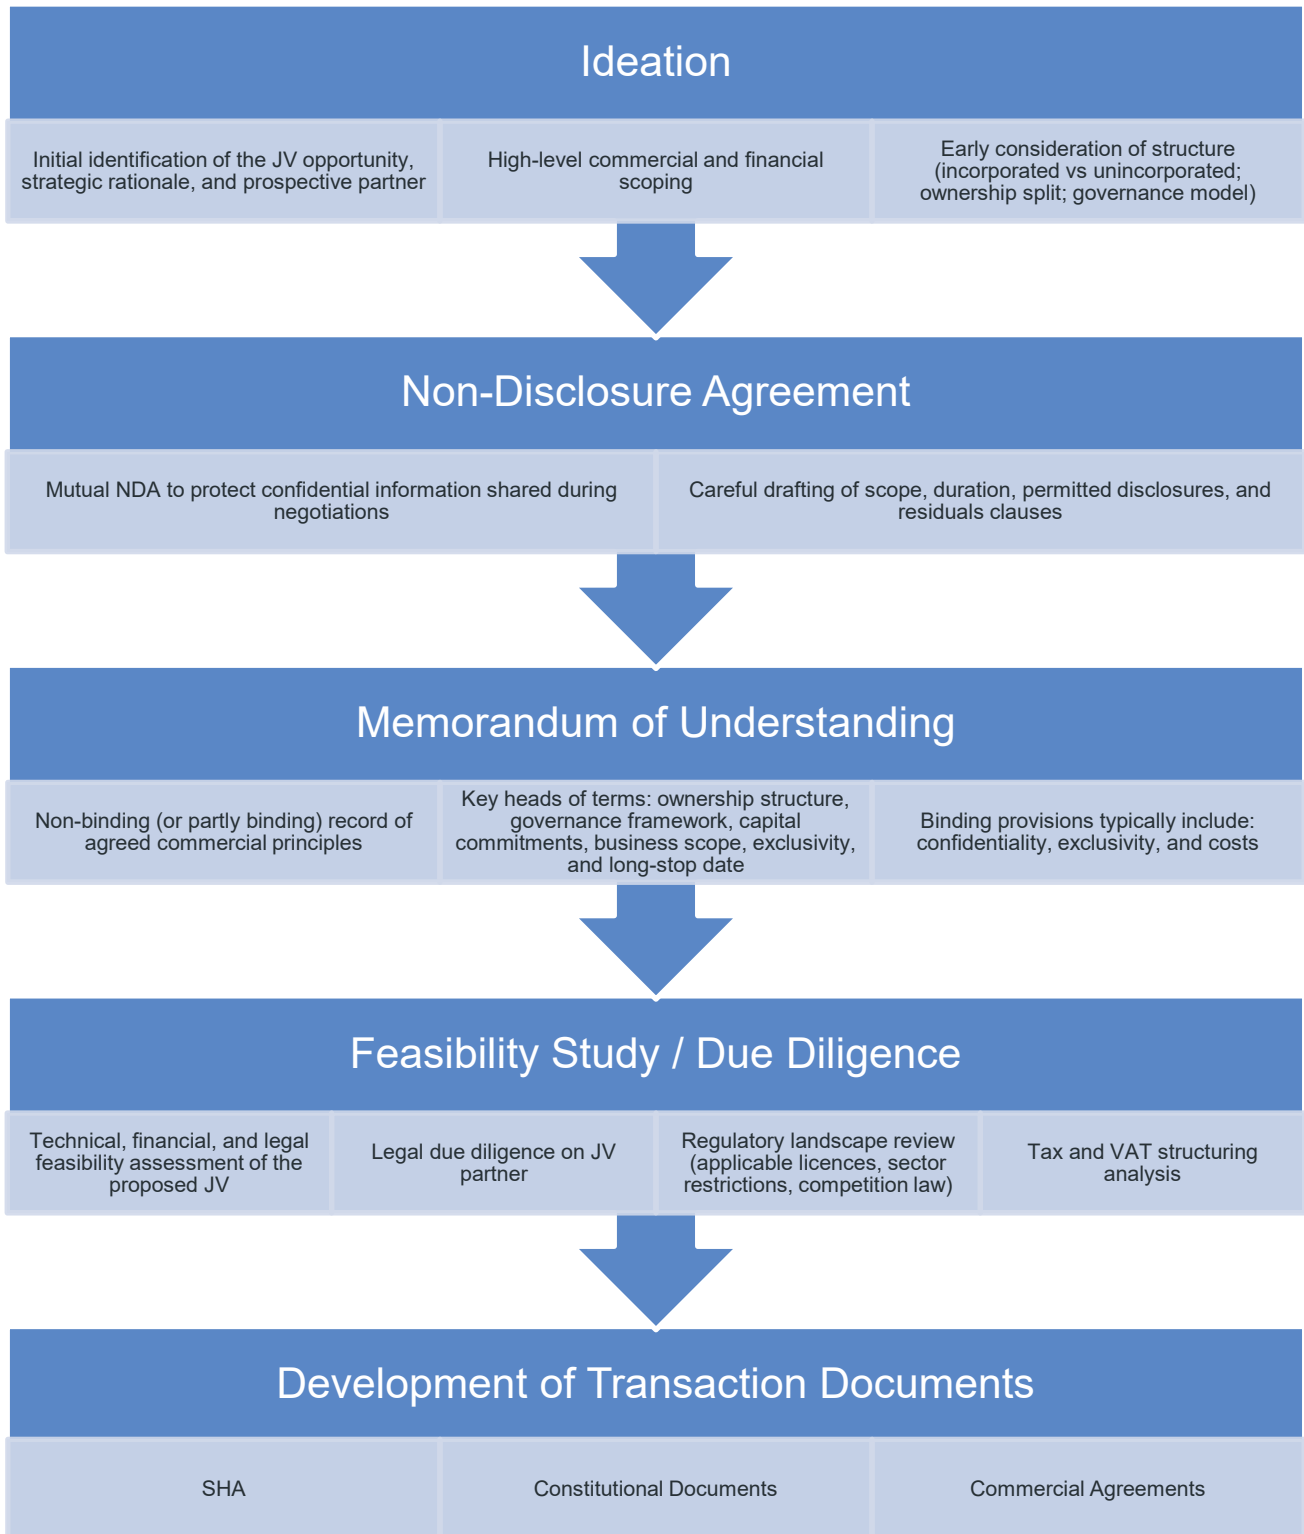 Ideation
Initial identification of the JV opportunity,
strategic rationale, and prospective partner
High-level commercial and financial
scoping
Early consideration of structure
(incorporated vs unincorporated;
ownership split; governance model)
Non-Disclosure Agreement
Mutual NDA to protect confidential information shared during
negotiations
Careful drafting of scope, duration, permitted disclosures, and
residuals clauses
Memorandum of Understanding
Non-binding (or partly binding) record of
agreed commercial principles
Key heads of terms: ownership structure,
governance framework, capital
commitments, business scope, exclusivity,
and long-stop date
Binding provisions typically include:
confidentiality, exclusivity, and costs
Feasibility Study / Due Diligence
Technical, financial, and legal
feasibility assessment of the
proposed JV
Legal due diligence on JV
partner
Regulatory landscape review
(applicable licences, sector
restrictions, competition law)
Tax and VAT structuring
analysis
Development of Transaction Documents
SHA
Constitutional Documents
Commercial Agreements